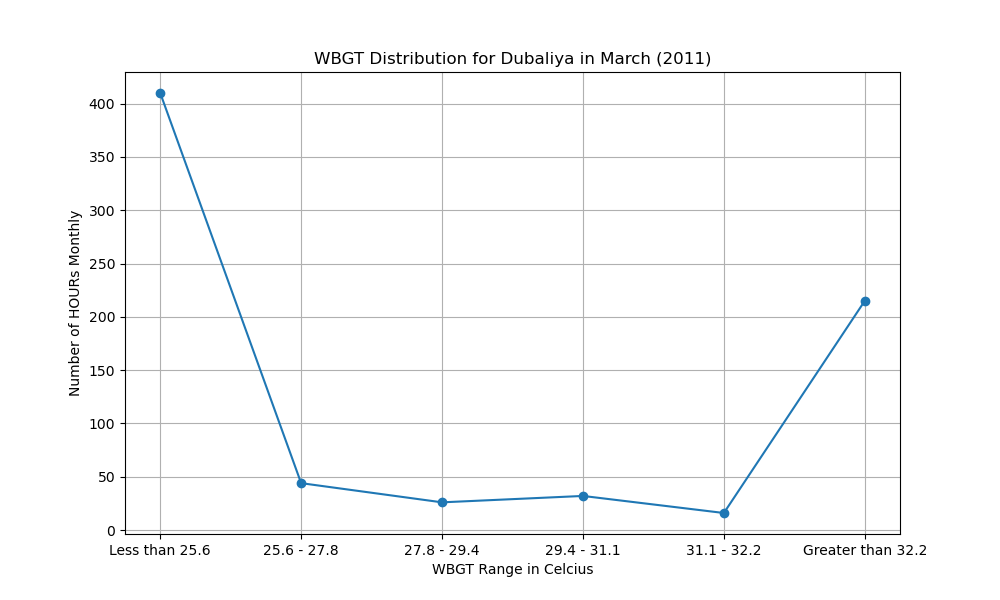 WBGT Distribution for Dubaliya in March (2011)
Number of HOURs Monthly
400
350
300
250
200
150
100
50
0
Less than 25.6
25.6 - 27.8
27.8 - 29.4
29.4 - 31.1
31.1 - 32.2
Greater than 32.2
WBGT Range in Celcius